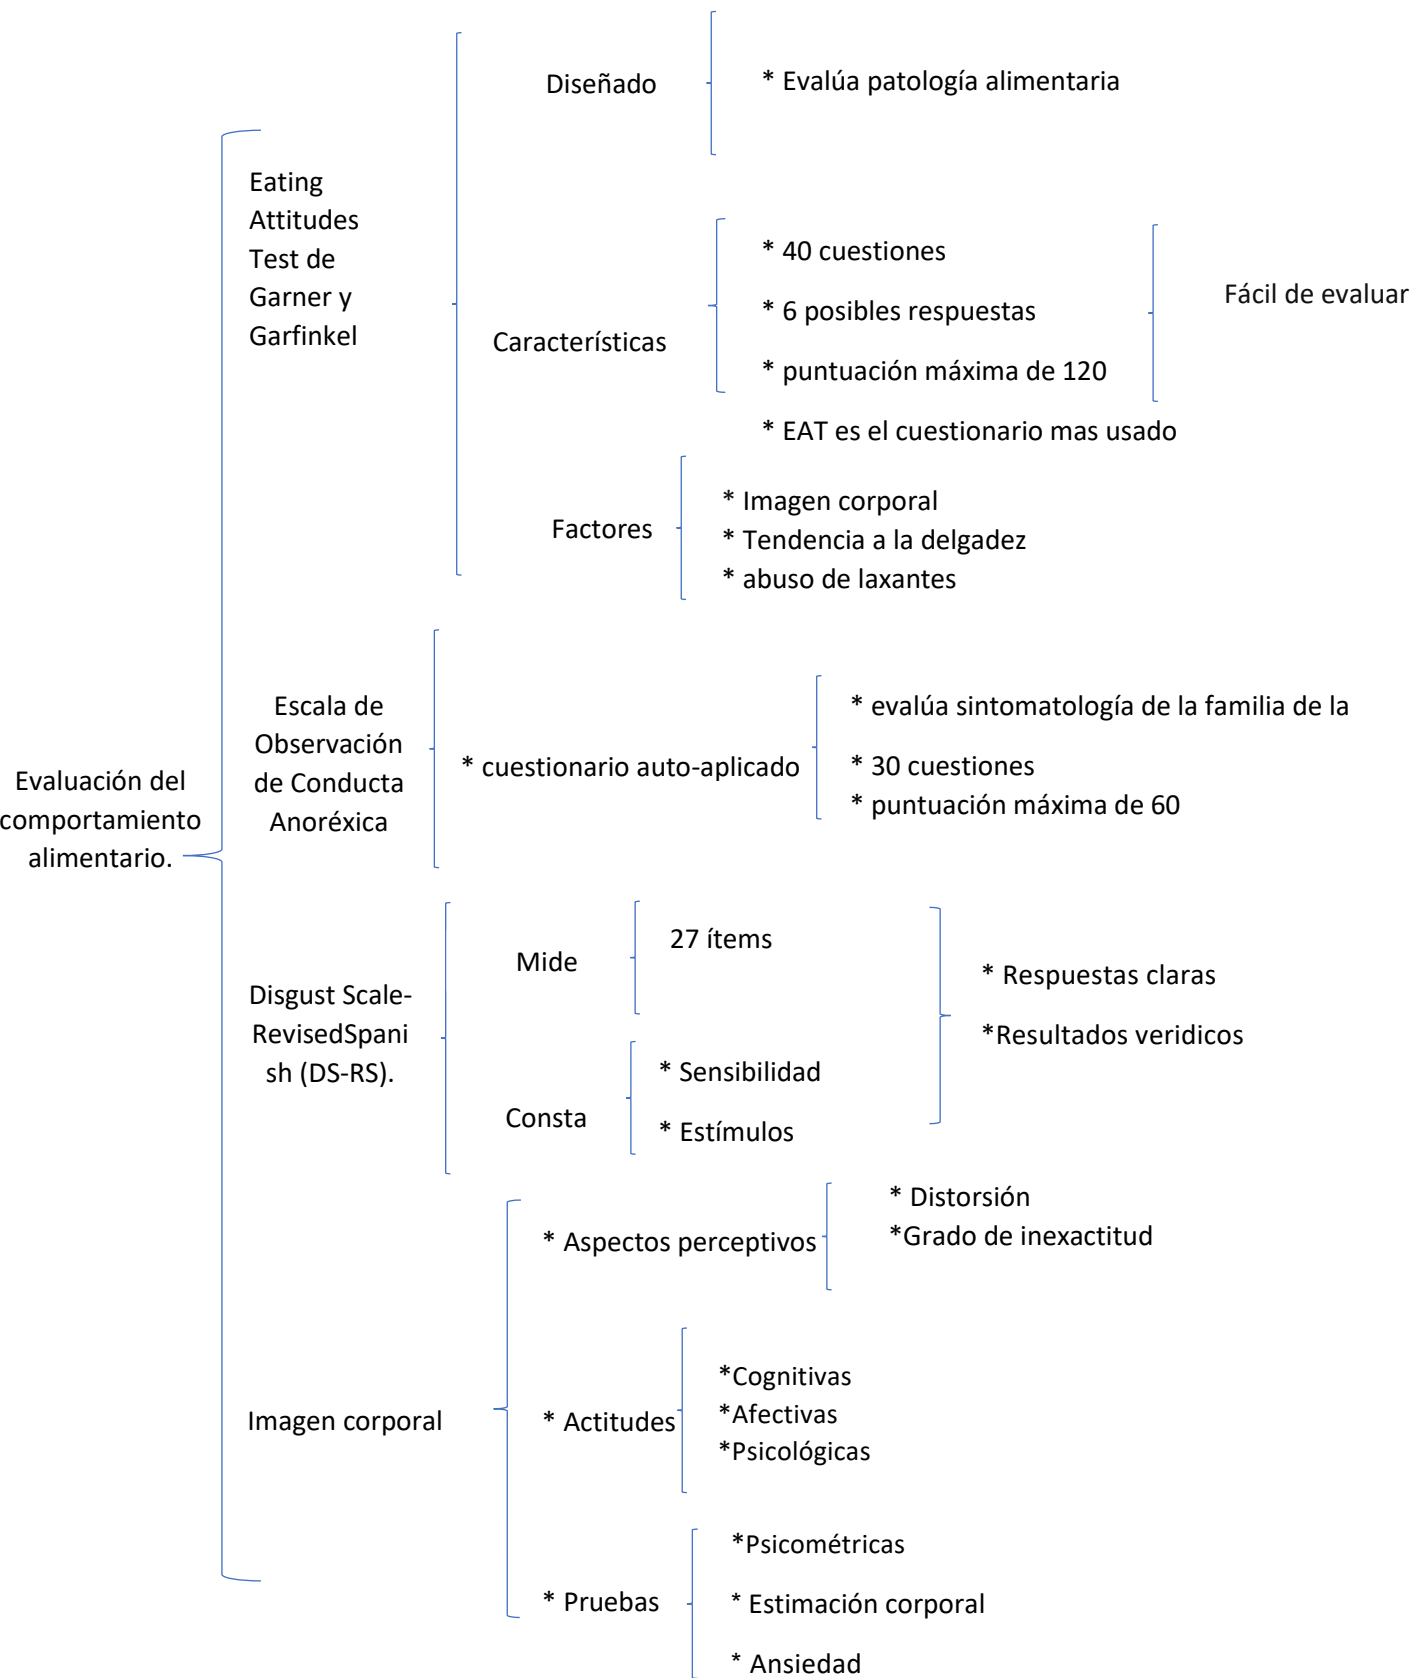 Evaluación del
comportamiento
alimentario.
Eating
Attitudes
Test de
Garner y
Garfinkel
Diseñado
* Evalúa patología alimentaria
Características
* 40 cuestiones
* 6 posibles respuestas
* puntuación máxima de 120
* EAT es el cuestionario mas usado
Fácil de evaluar
Factores
* Imagen corporal
* Tendencia a la delgadez
* abuso de laxantes
Escala de
Observación
de Conducta
Anoréxica
* cuestionario auto-aplicado
* evalúa sintomatología de la familia de la
* 30 cuestiones
* puntuación máxima de 60
Disgust Scale-
RevisedSpani
sh (DS-RS).
Mide
27 ítems
Consta
* Sensibilidad
* Estímulos
* Respuestas claras
*Resultados veridicos
Imagen corporal
* Aspectos perceptivos
* Distorsión
*Grado de inexactitud
* Actitudes
*Cognitivas
*Afectivas
*Psicológicas
* Pruebas
*Psicométricas
* Estimación corporal
* Ansiedad